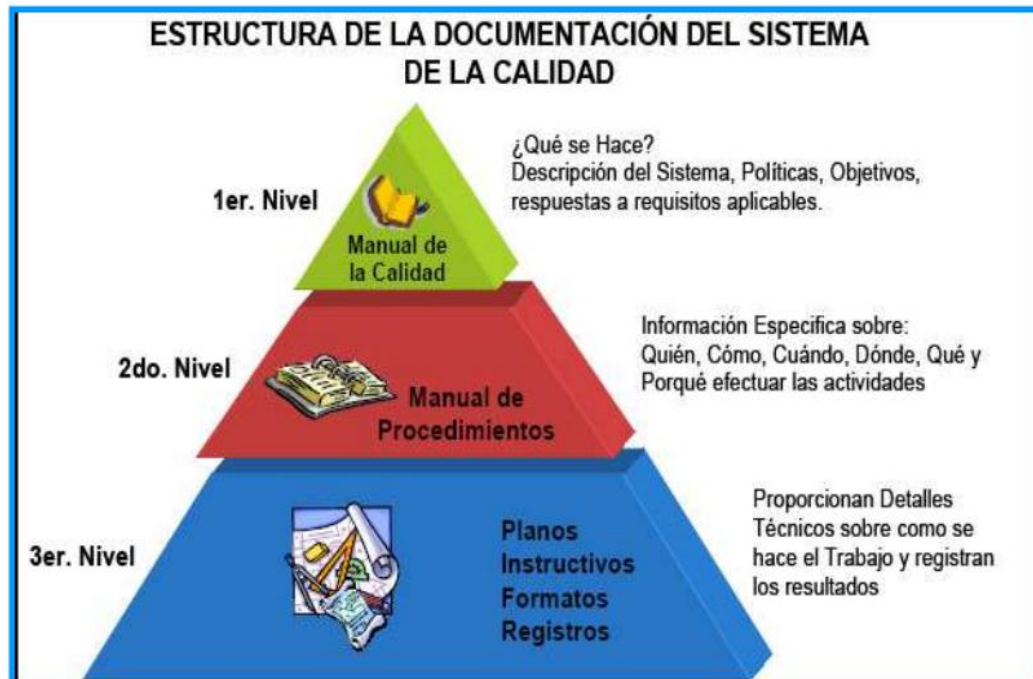 ESTRUCTURA DE LA DOCUMENTACIÓN DEL SISTEMA
DE LA CALIDAD
1er. Nivel
Manual de
la Calidad
¿Qué se Hace?
Descripción del Sistema, Políticas, Objetivos,
respuestas a requisitos aplicables.
2do. Nivel
Manual de
Procedimientos
Información Especifica sobre:
Quién, Cómo, Cuándo, Dónde, Qué y
Porqué efectuar las actividades
3er. Nivel
Planos
Instructivos
Formatos
Registros
Proporcionan Detalles
Técnicos sobre como se
hace el Trabajo y registran
los resultados